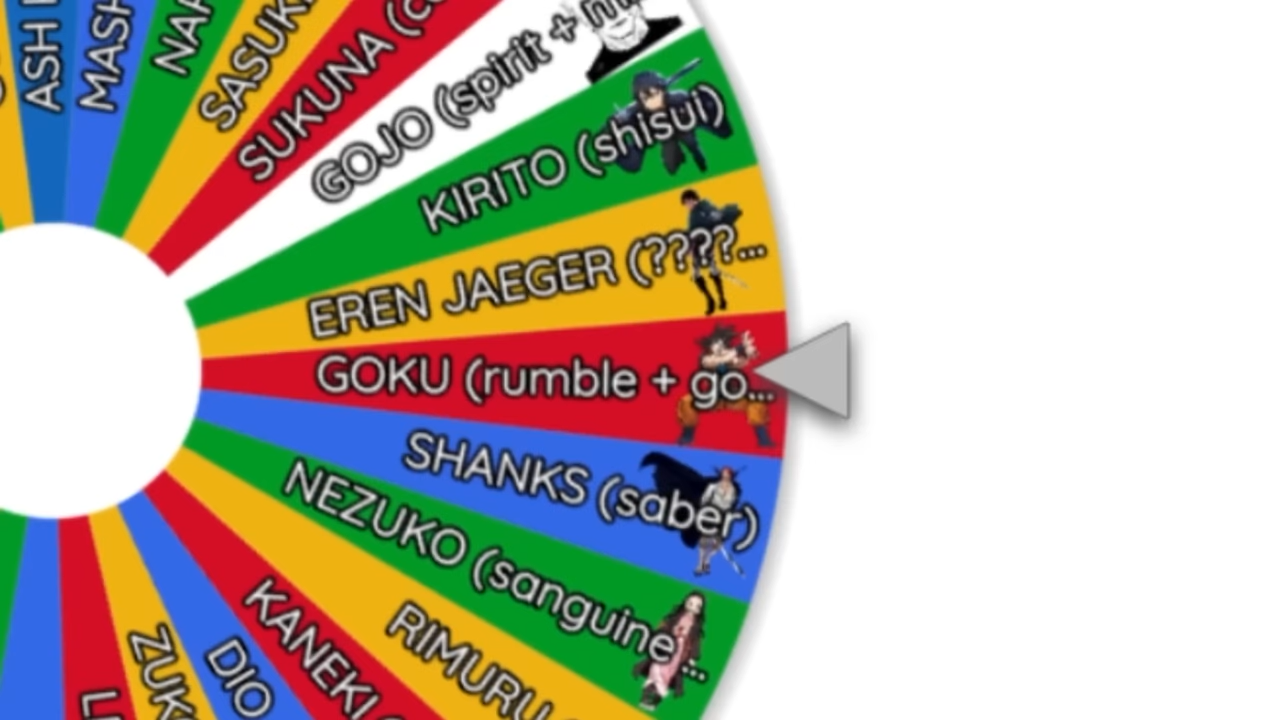 ASH
MASH
SASUKE
SUKUNA
GOJO (spirit +
KIRITO (shisui)
EREN JAEGER (????...
GOKU (rumble + go...
SHANKS (saber)
NEZUKO (sanguine...
RIMURU
KANEKI
DIO